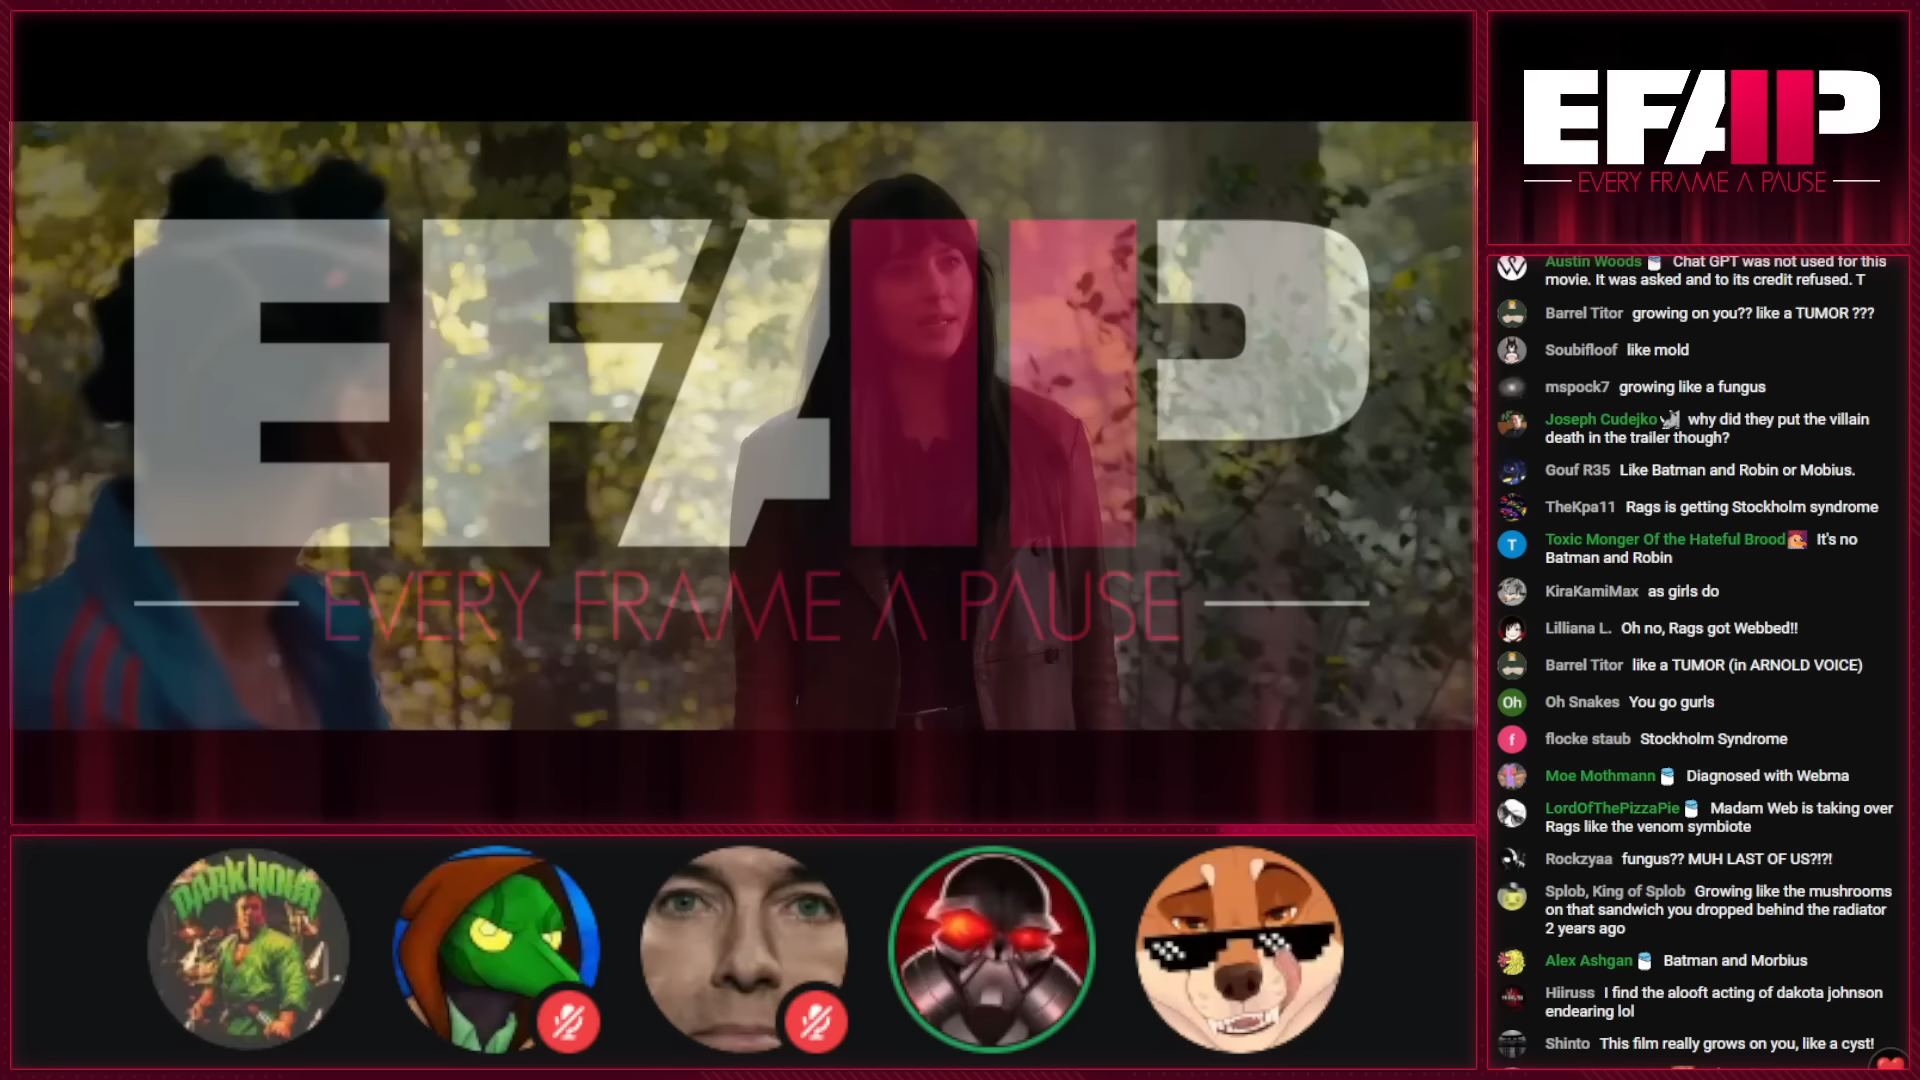 EFAP
EVERY FRAME A PAUSE
EFAP
EVERY FRAME A PAUSE
Austin Woods Chat GPT was not used for this
movie. It was asked and to its credit refused. T
Barrel Titor growing on you?? like a TUMOR ???
Soubifloof like mold
mspock7 growing like a fungus
Joseph Cudejko why did they put the villain
death in the trailer though?
Gouf R35 Like Batman and Robin or Mobius.
TheKpa11 Rags is getting Stockholm syndrome
T
Toxic Monger Of the Hateful Brood It's no
Batman and Robin
KiraKamiMax as girls do
Lilliana L. Oh no, Rags got Webbed!!
Barrel Titor like a TUMOR (in ARNOLD VOICE)
Oh
Oh Snakes You go gurls
f
flocke staub Stockholm Syndrome
Moe Mothmann Diagnosed with Webma
LordOfThePizzaPie Madam Web is taking over
Rags like the venom symbiote
Rockzyaa fungus?? MUH LAST OF US?!?!
Splob, King of Splob Growing like the mushrooms
on that sandwich you dropped behind the radiator
2 years ago
Alex Ashgan Batman and Morbius
Hiiruss I find the alooft acting of dakota johnson
endearing lol
Shinto This film really grows on you, like a cyst!
DARK HOUR